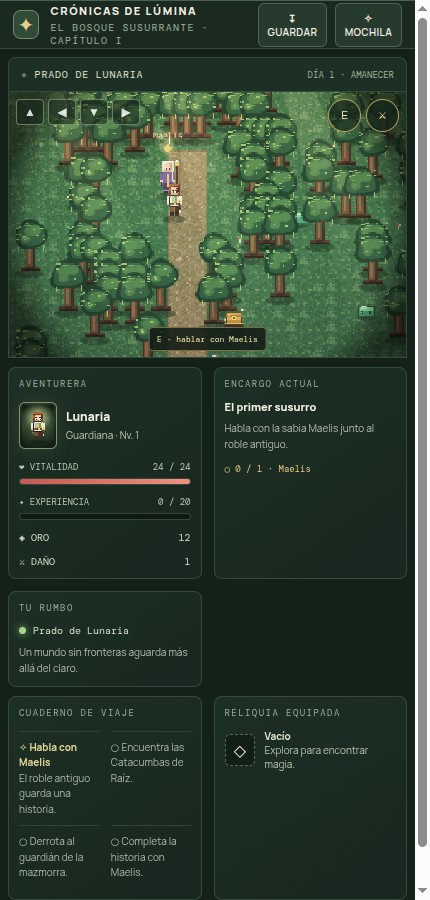 CRÓNICAS DE LÚMINA
EL BOSQUE SUSURRANTE ·
CAPÍTULO I
GUARDAR
MOCHILA
PRADO DE LUNARIA
DÍA 1 · AMANECER
E
Maelis
E · hablar con Maelis
AVENTURERA
Lunaria
Guardiana · Nv. 1
VITALIDAD 24 / 24
EXPERIENCIA 0 / 20
ORO 12
DAÑO 1
ENCARGO ACTUAL
El primer susurro
Habla con la sabia Maelis junto al
roble antiguo.
0 / 1 · Maelis
TU RUMBO
Prado de Lunaria
Un mundo sin fronteras aguarda más
allá del claro.
CUADERNO DE VIAJE
Habla con
Maelis
El roble antiguo
guarda una
historia.
Encuentra las
Catacumbas de
Raíz.
Derrota al
guardián de la
mazmorra.
Completa la
historia con
Maelis.
RELIQUIA EQUIPADA
Vacío
Explora para encontrar
magia.